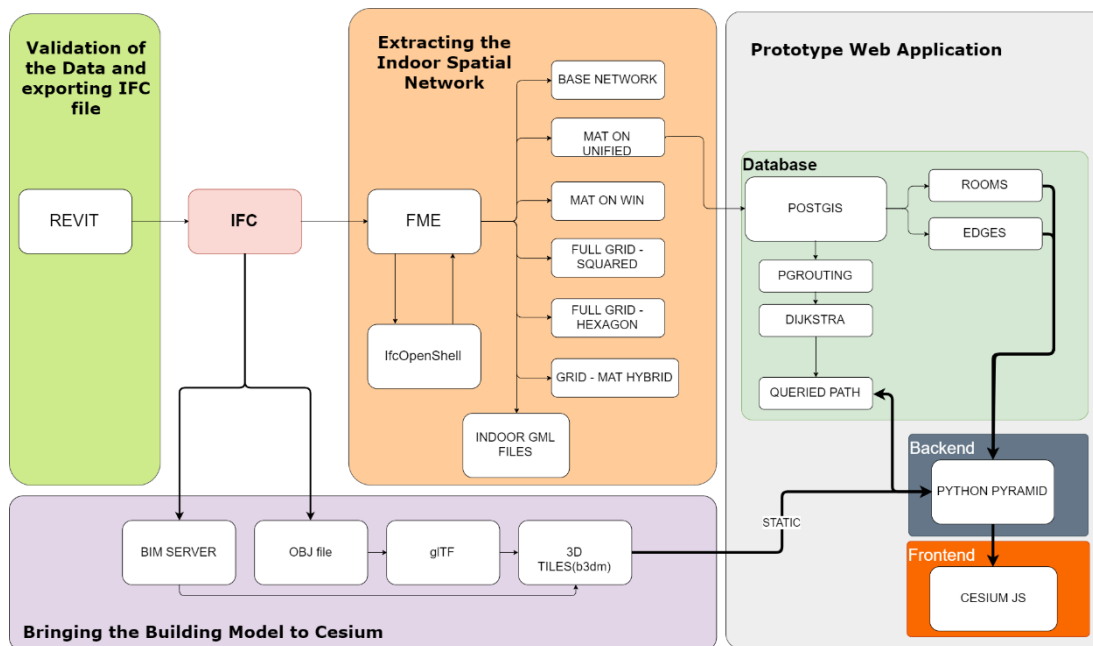 Validation of
the Data and
exporting IFC
file
REVIT
IFC
Extracting the
Indoor Spatial
Network
FME
IfcOpenShell
BASE NETWORK
MAT ON
UNIFIED
MAT ON WIN
FULL GRID -
SQUARED
FULL GRID -
HEXAGON
GRID - MAT HYBRID
INDOOR GML
FILES
Prototype Web Application
Database
POSTGIS
ROOMS
EDGES
PGROUTING
DIJKSTRA
QUERIED PATH
Backend
PYTHON PYRAMID
Frontend
CESIUM JS
STATIC
BIM SERVER
OBJ file
glTF
3D
TILES(b3dm)
Bringing the Building Model to Cesium